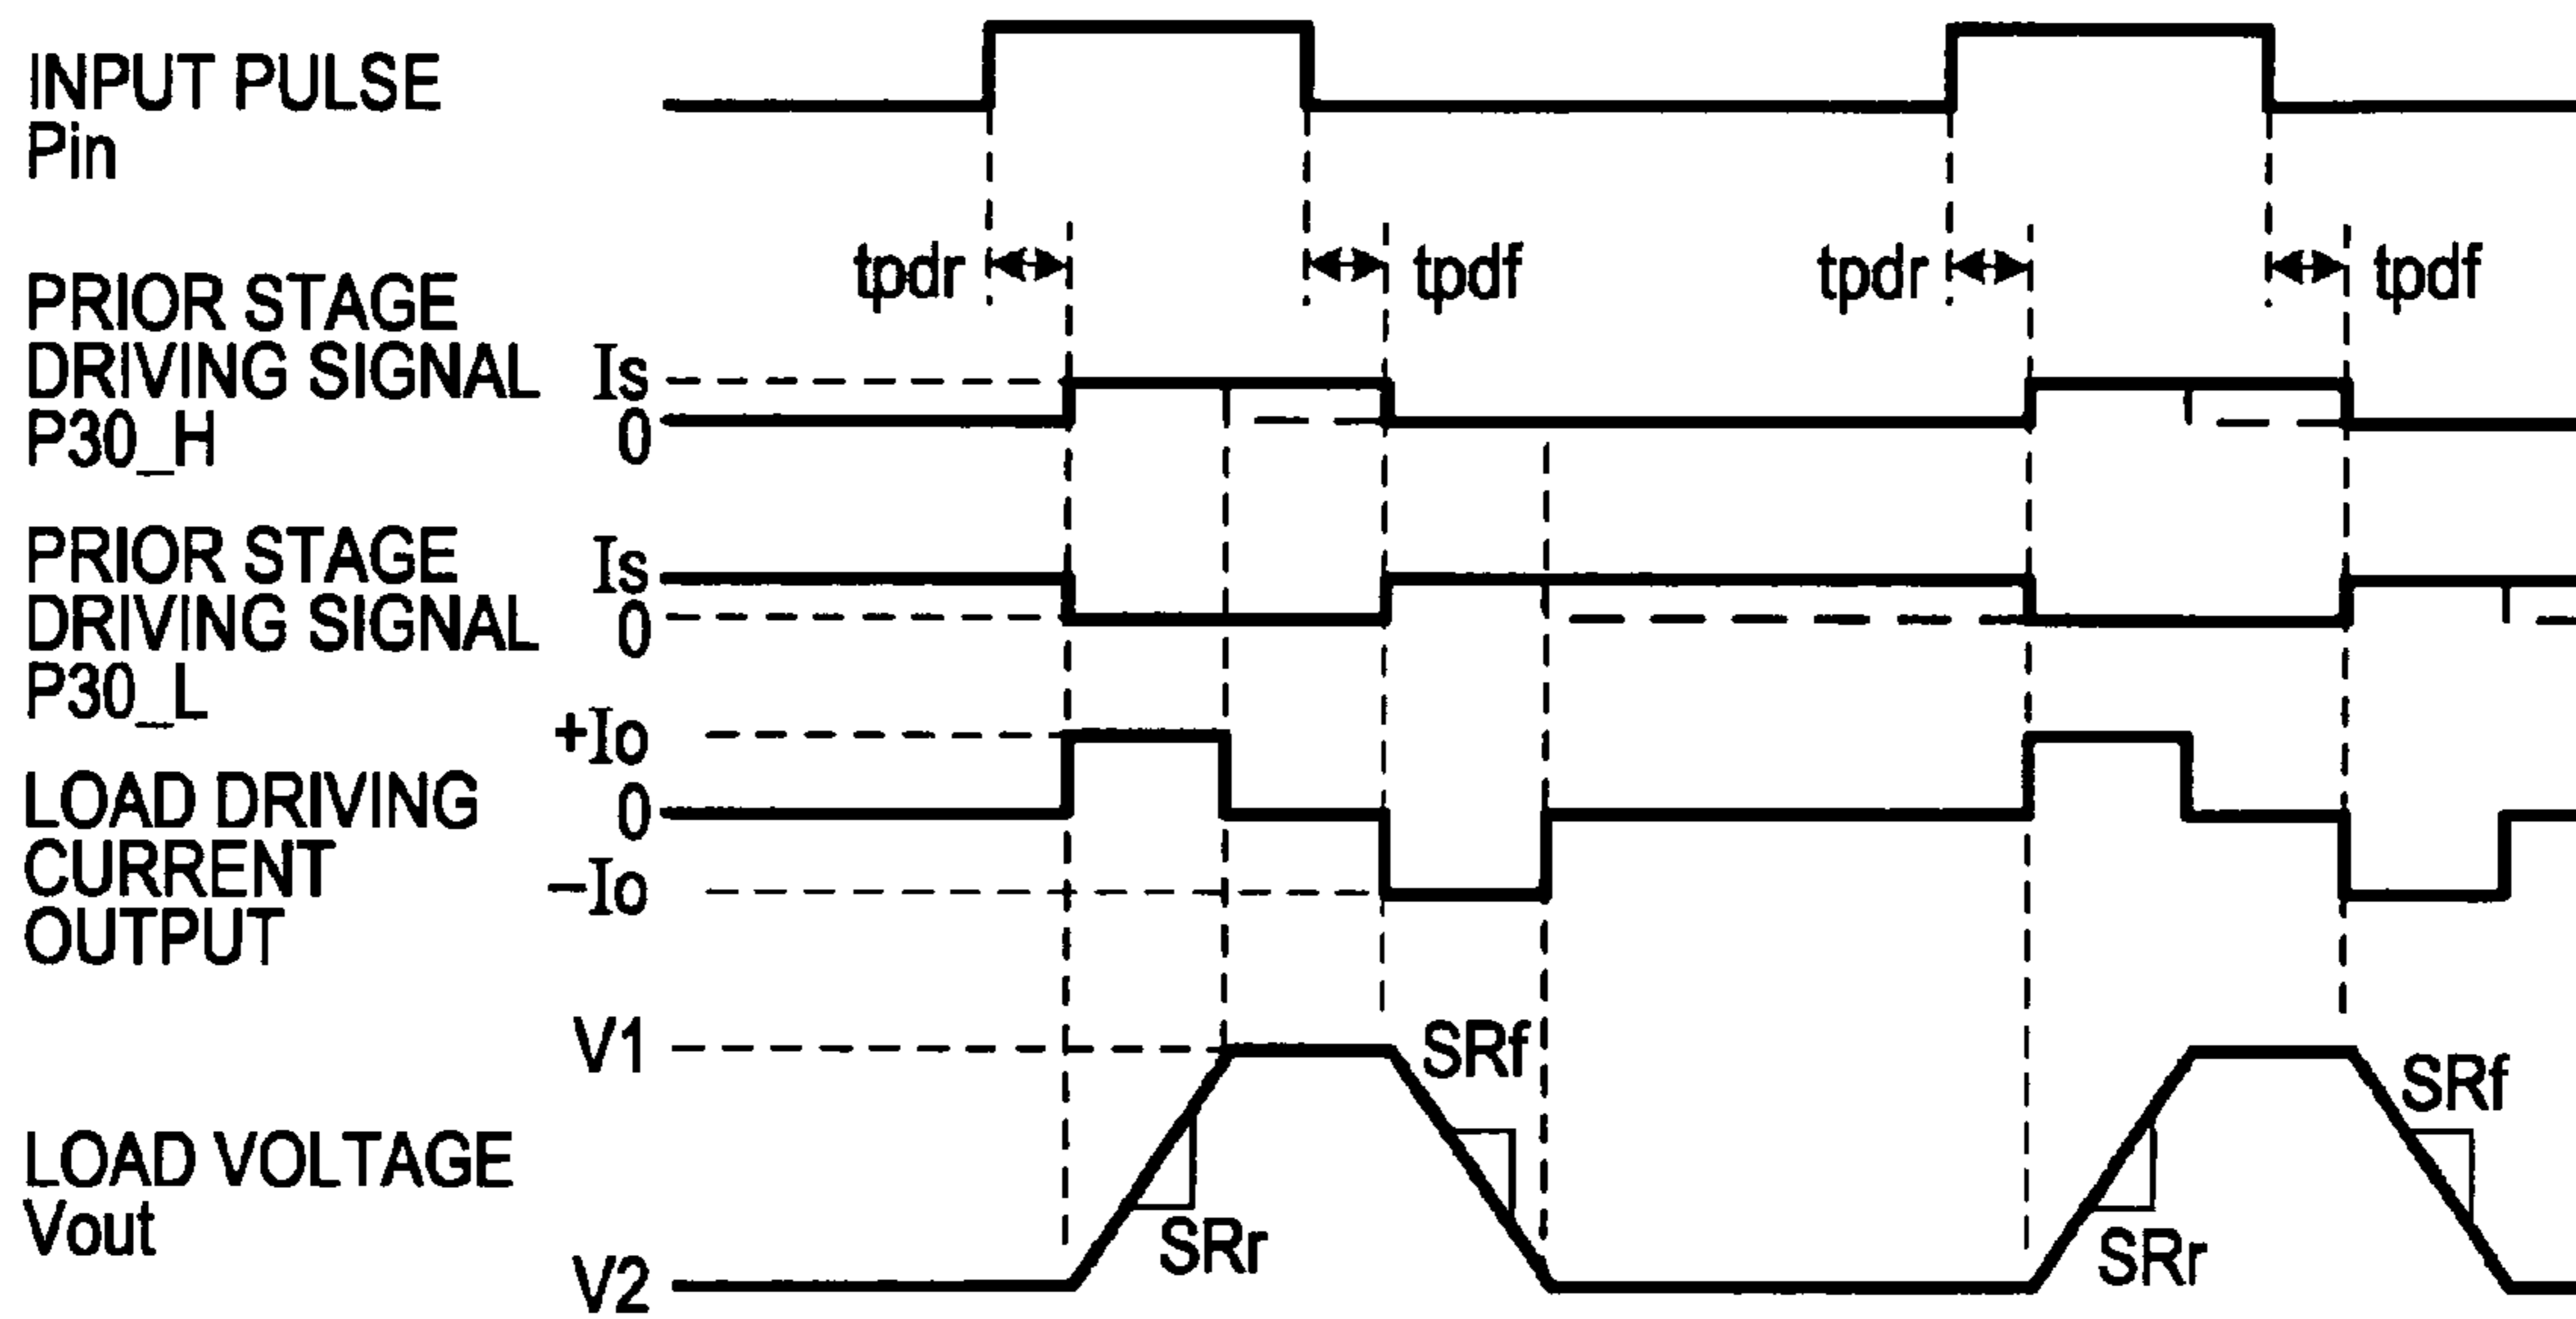 INPUT PULSE
Pin
tpdr
tpdf
tpdr
tpdf
PRIOR STAGE
DRIVING SIGNAL
P30_H
Is
0
PRIOR STAGE
DRIVING SIGNAL
P30_L
Is
0
LOAD DRIVING
CURRENT
OUTPUT
+Io
0
−Io
LOAD VOLTAGE
Vout
V1
V2
SRr
SRf
SRr
SRf